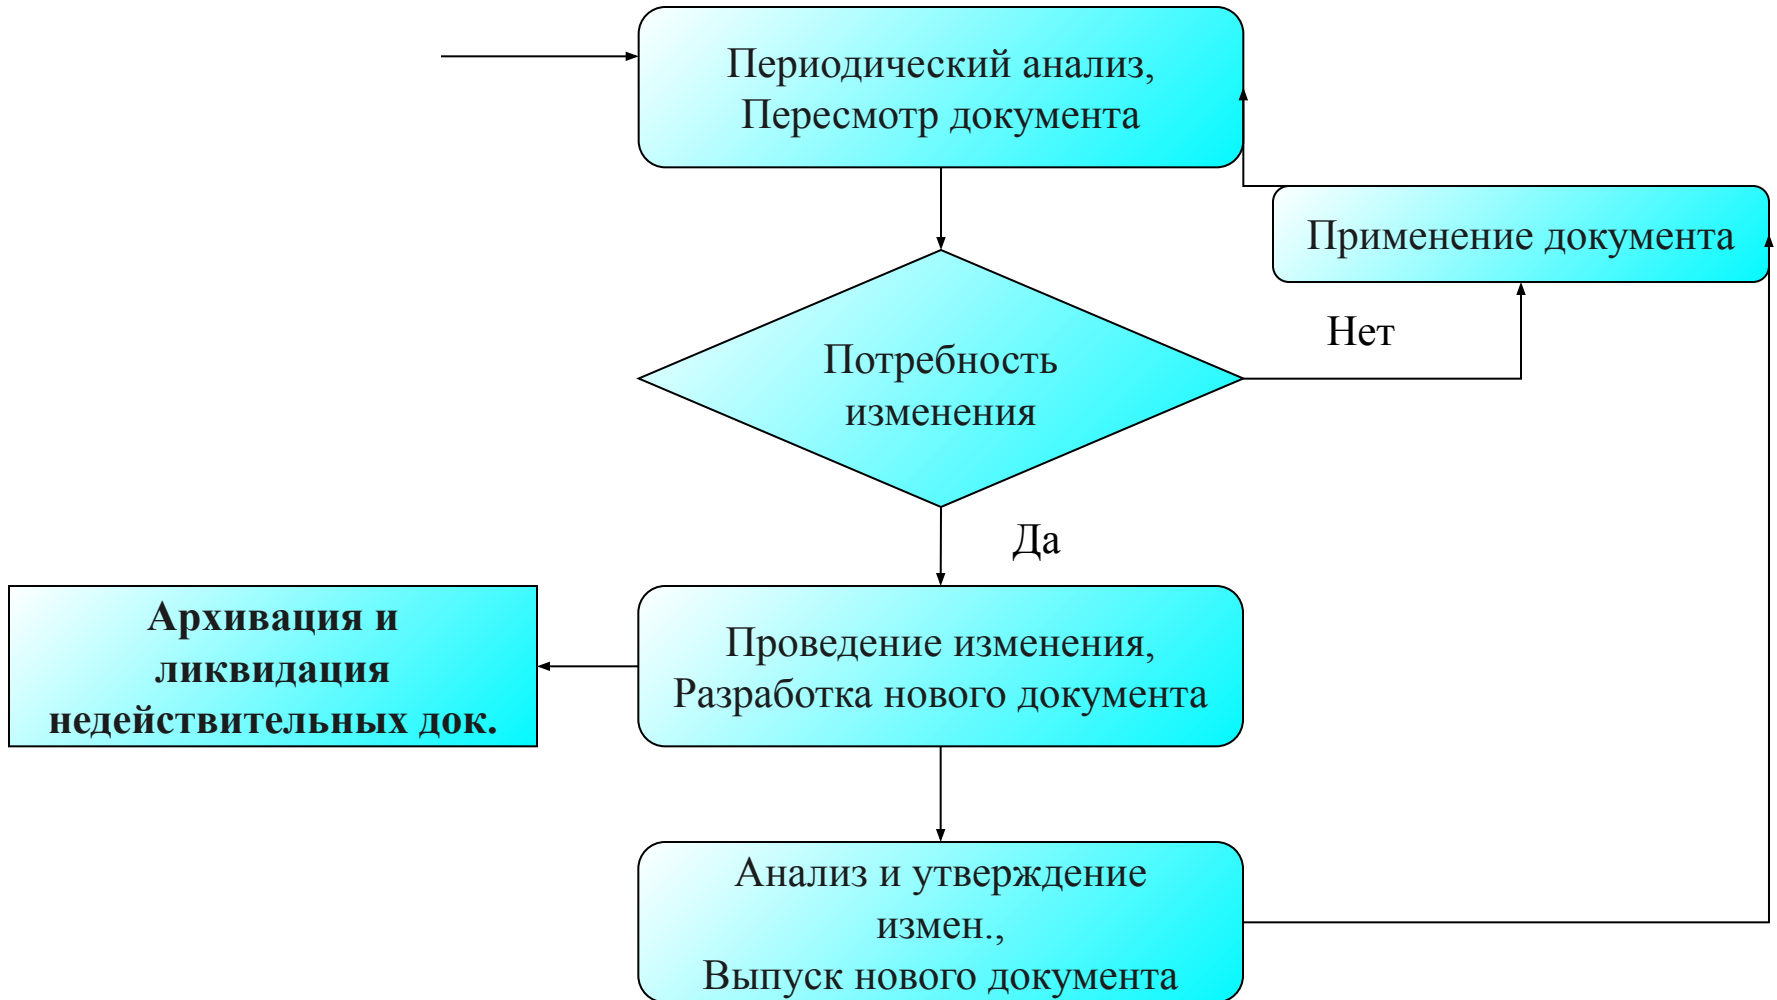 Периодический анализ,
Пересмотр документа
Применение документа
Нет
Потребность
изменения
Да
Архивация и
ликвидация
недействительных док.
Проведение изменения,
Разработка нового документа
Анализ и утверждение
измен.,
Выпуск нового документа